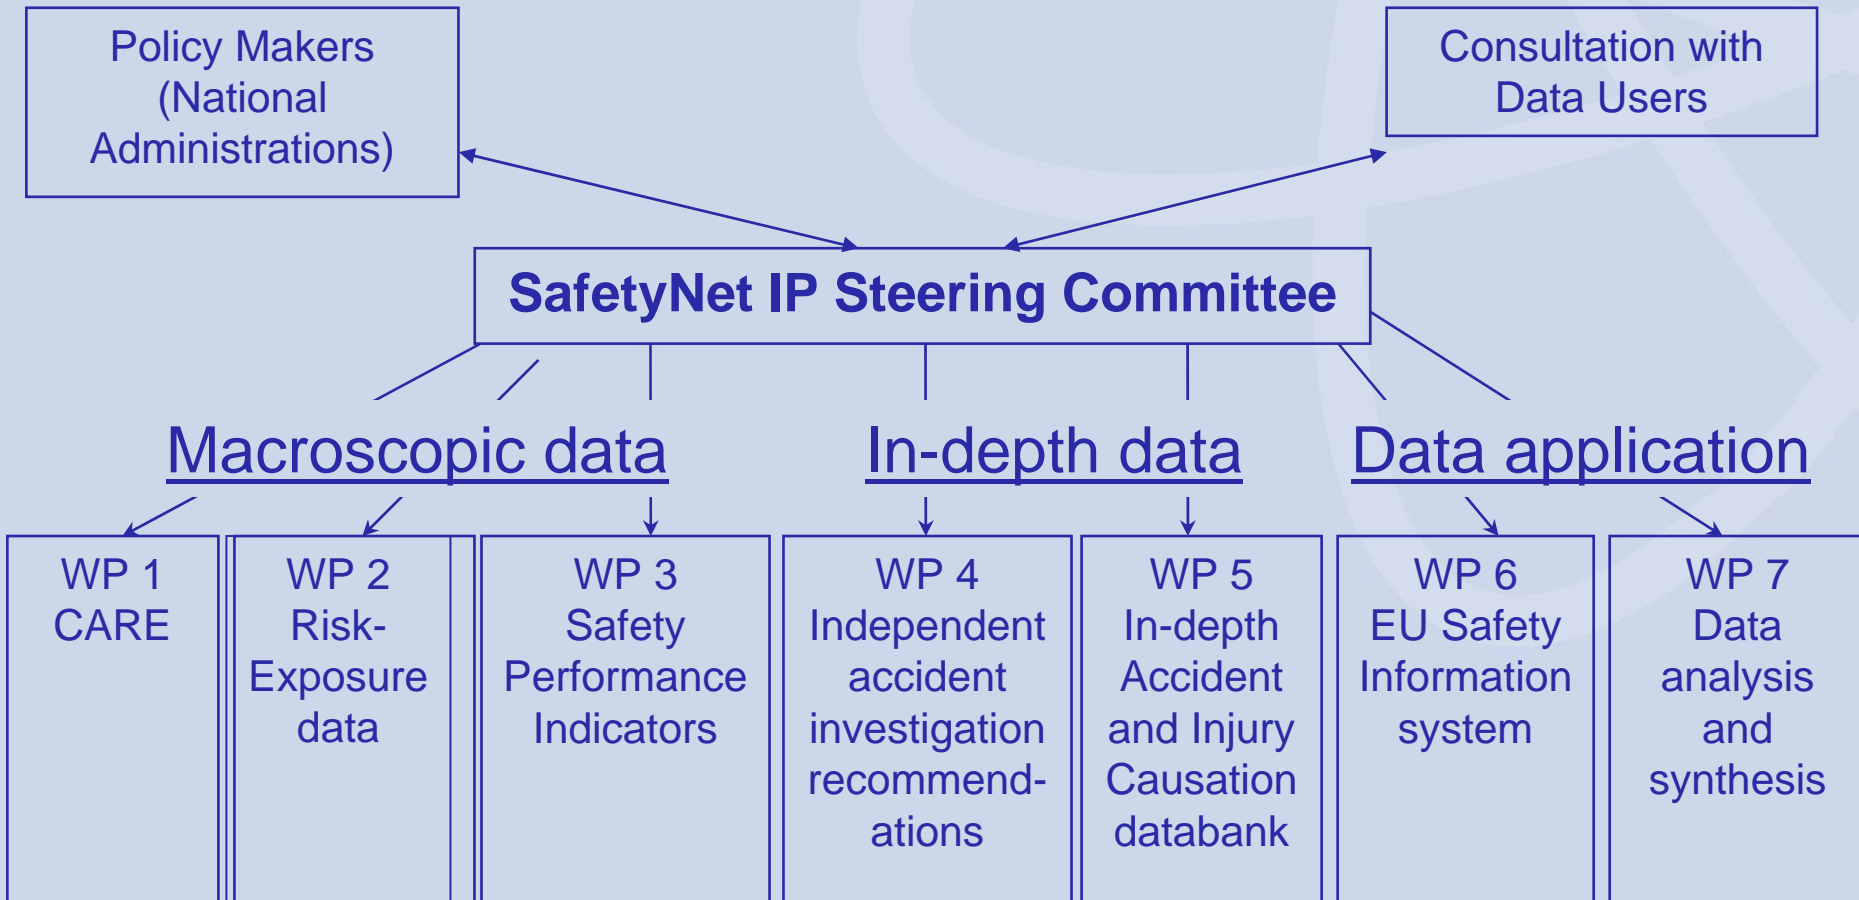 Policy Makers
(National
Administrations)
Consultation with
Data Users
SafetyNet IP Steering Committee
Macroscopic data
In-depth data
Data application
WP 1
CARE
WP 2
Risk-
Exposure
data
WP 3
Safety
Performance
Indicators
WP 4
Independent
accident
investigation
recommend-
ations
WP 5
In-depth
Accident
and Injury
Causation
databank
WP 6
EU Safety
Information
system
WP 7
Data
analysis
and
synthesis